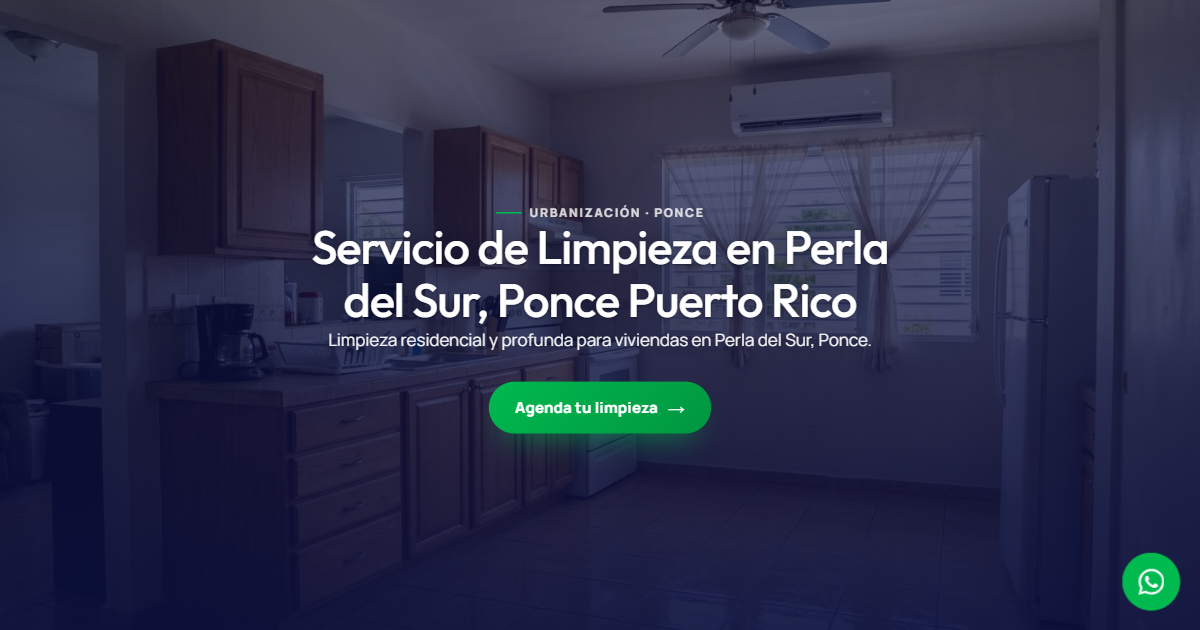 URBANIZACIÓN · PONCE
Servicio de Limpieza en Perla
del Sur, Ponce Puerto Rico
Limpieza residencial y profunda para viviendas en Perla del Sur, Ponce.
Agenda tu limpieza →